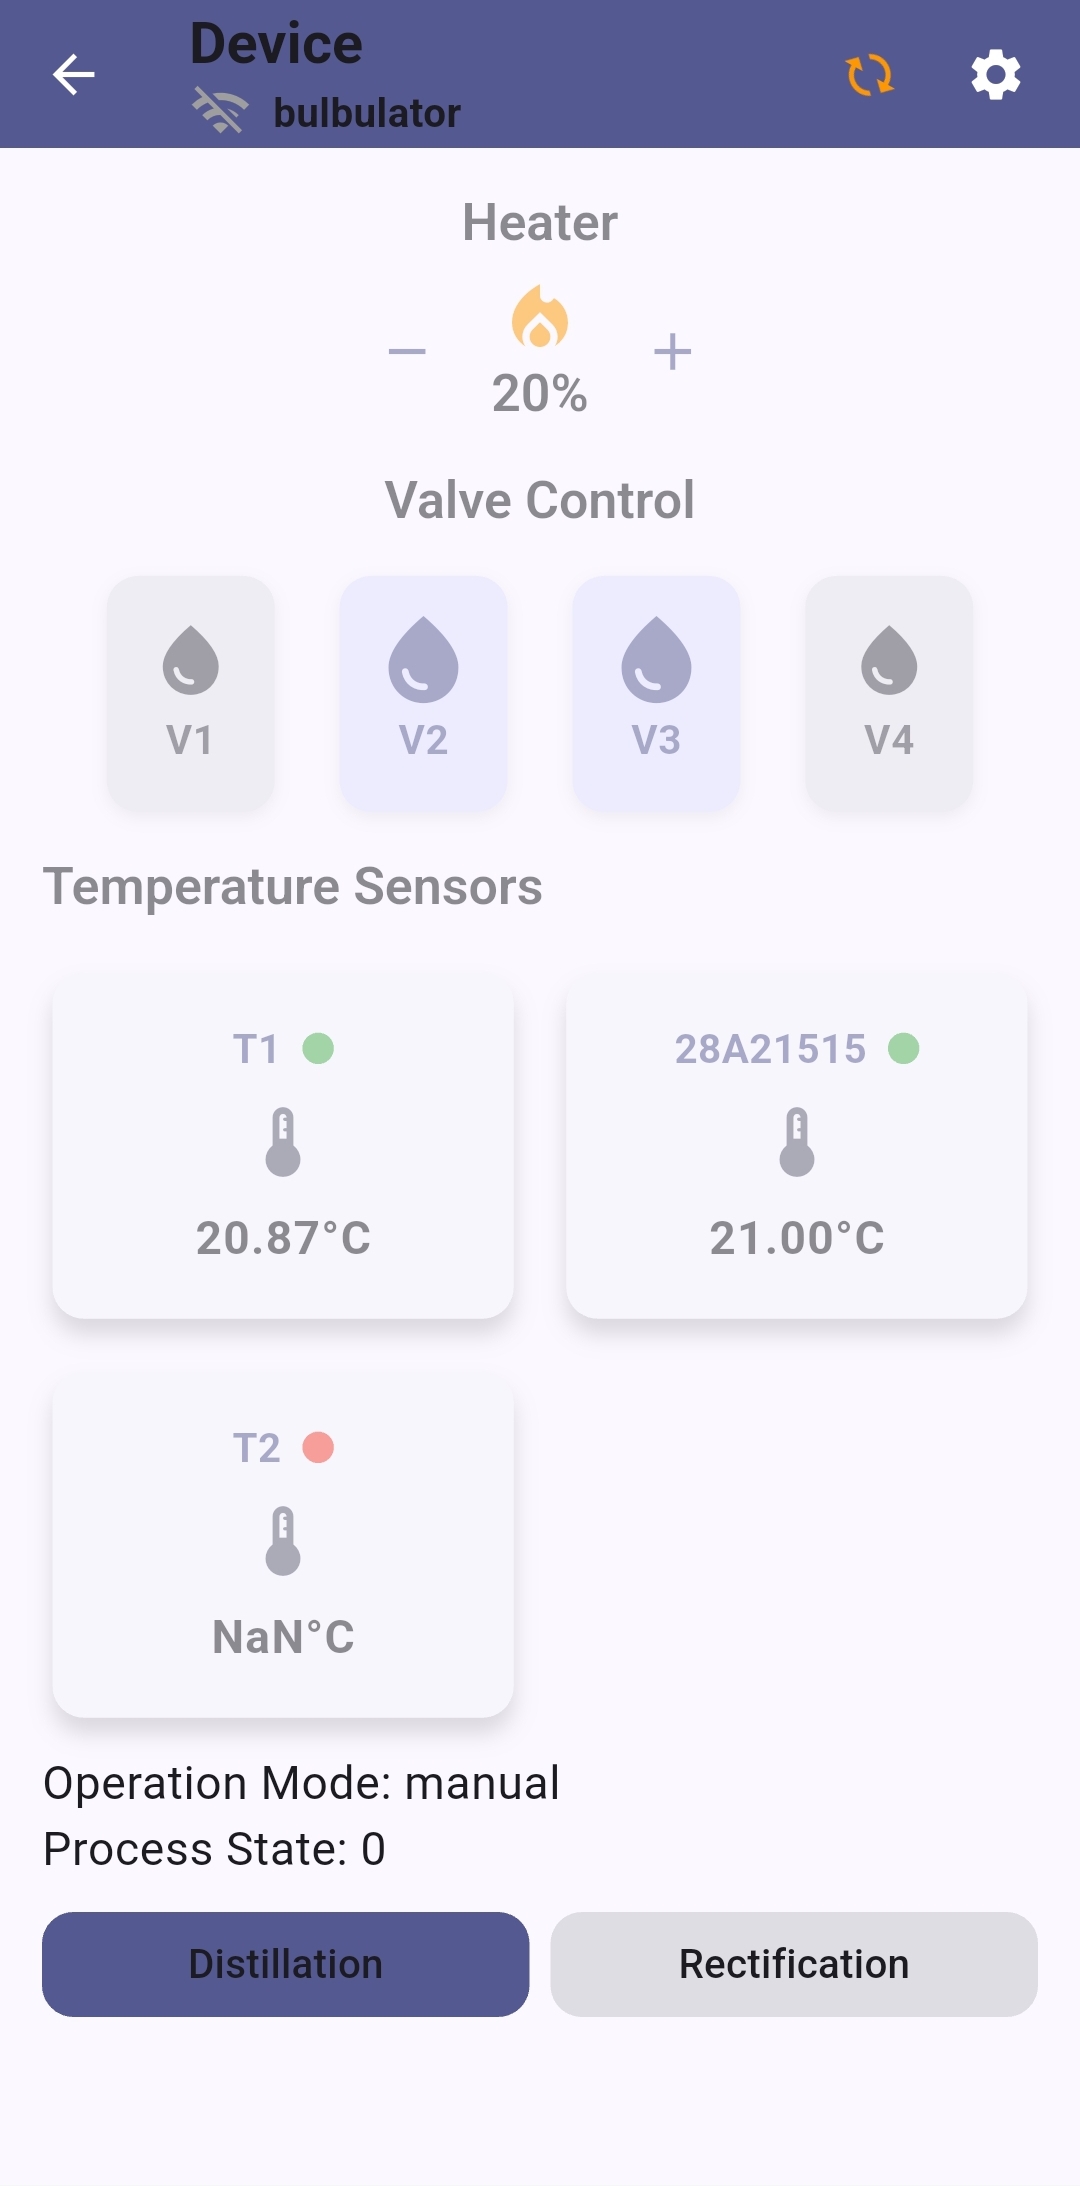 Device
bulbulator
Heater
20%
Valve Control
V1 V2 V3 V4
Temperature Sensors
T1 28A21515
20.87°C 21.00°C
T2
NaN°C
Operation Mode: manual
Process State: 0
Distillation Rectification